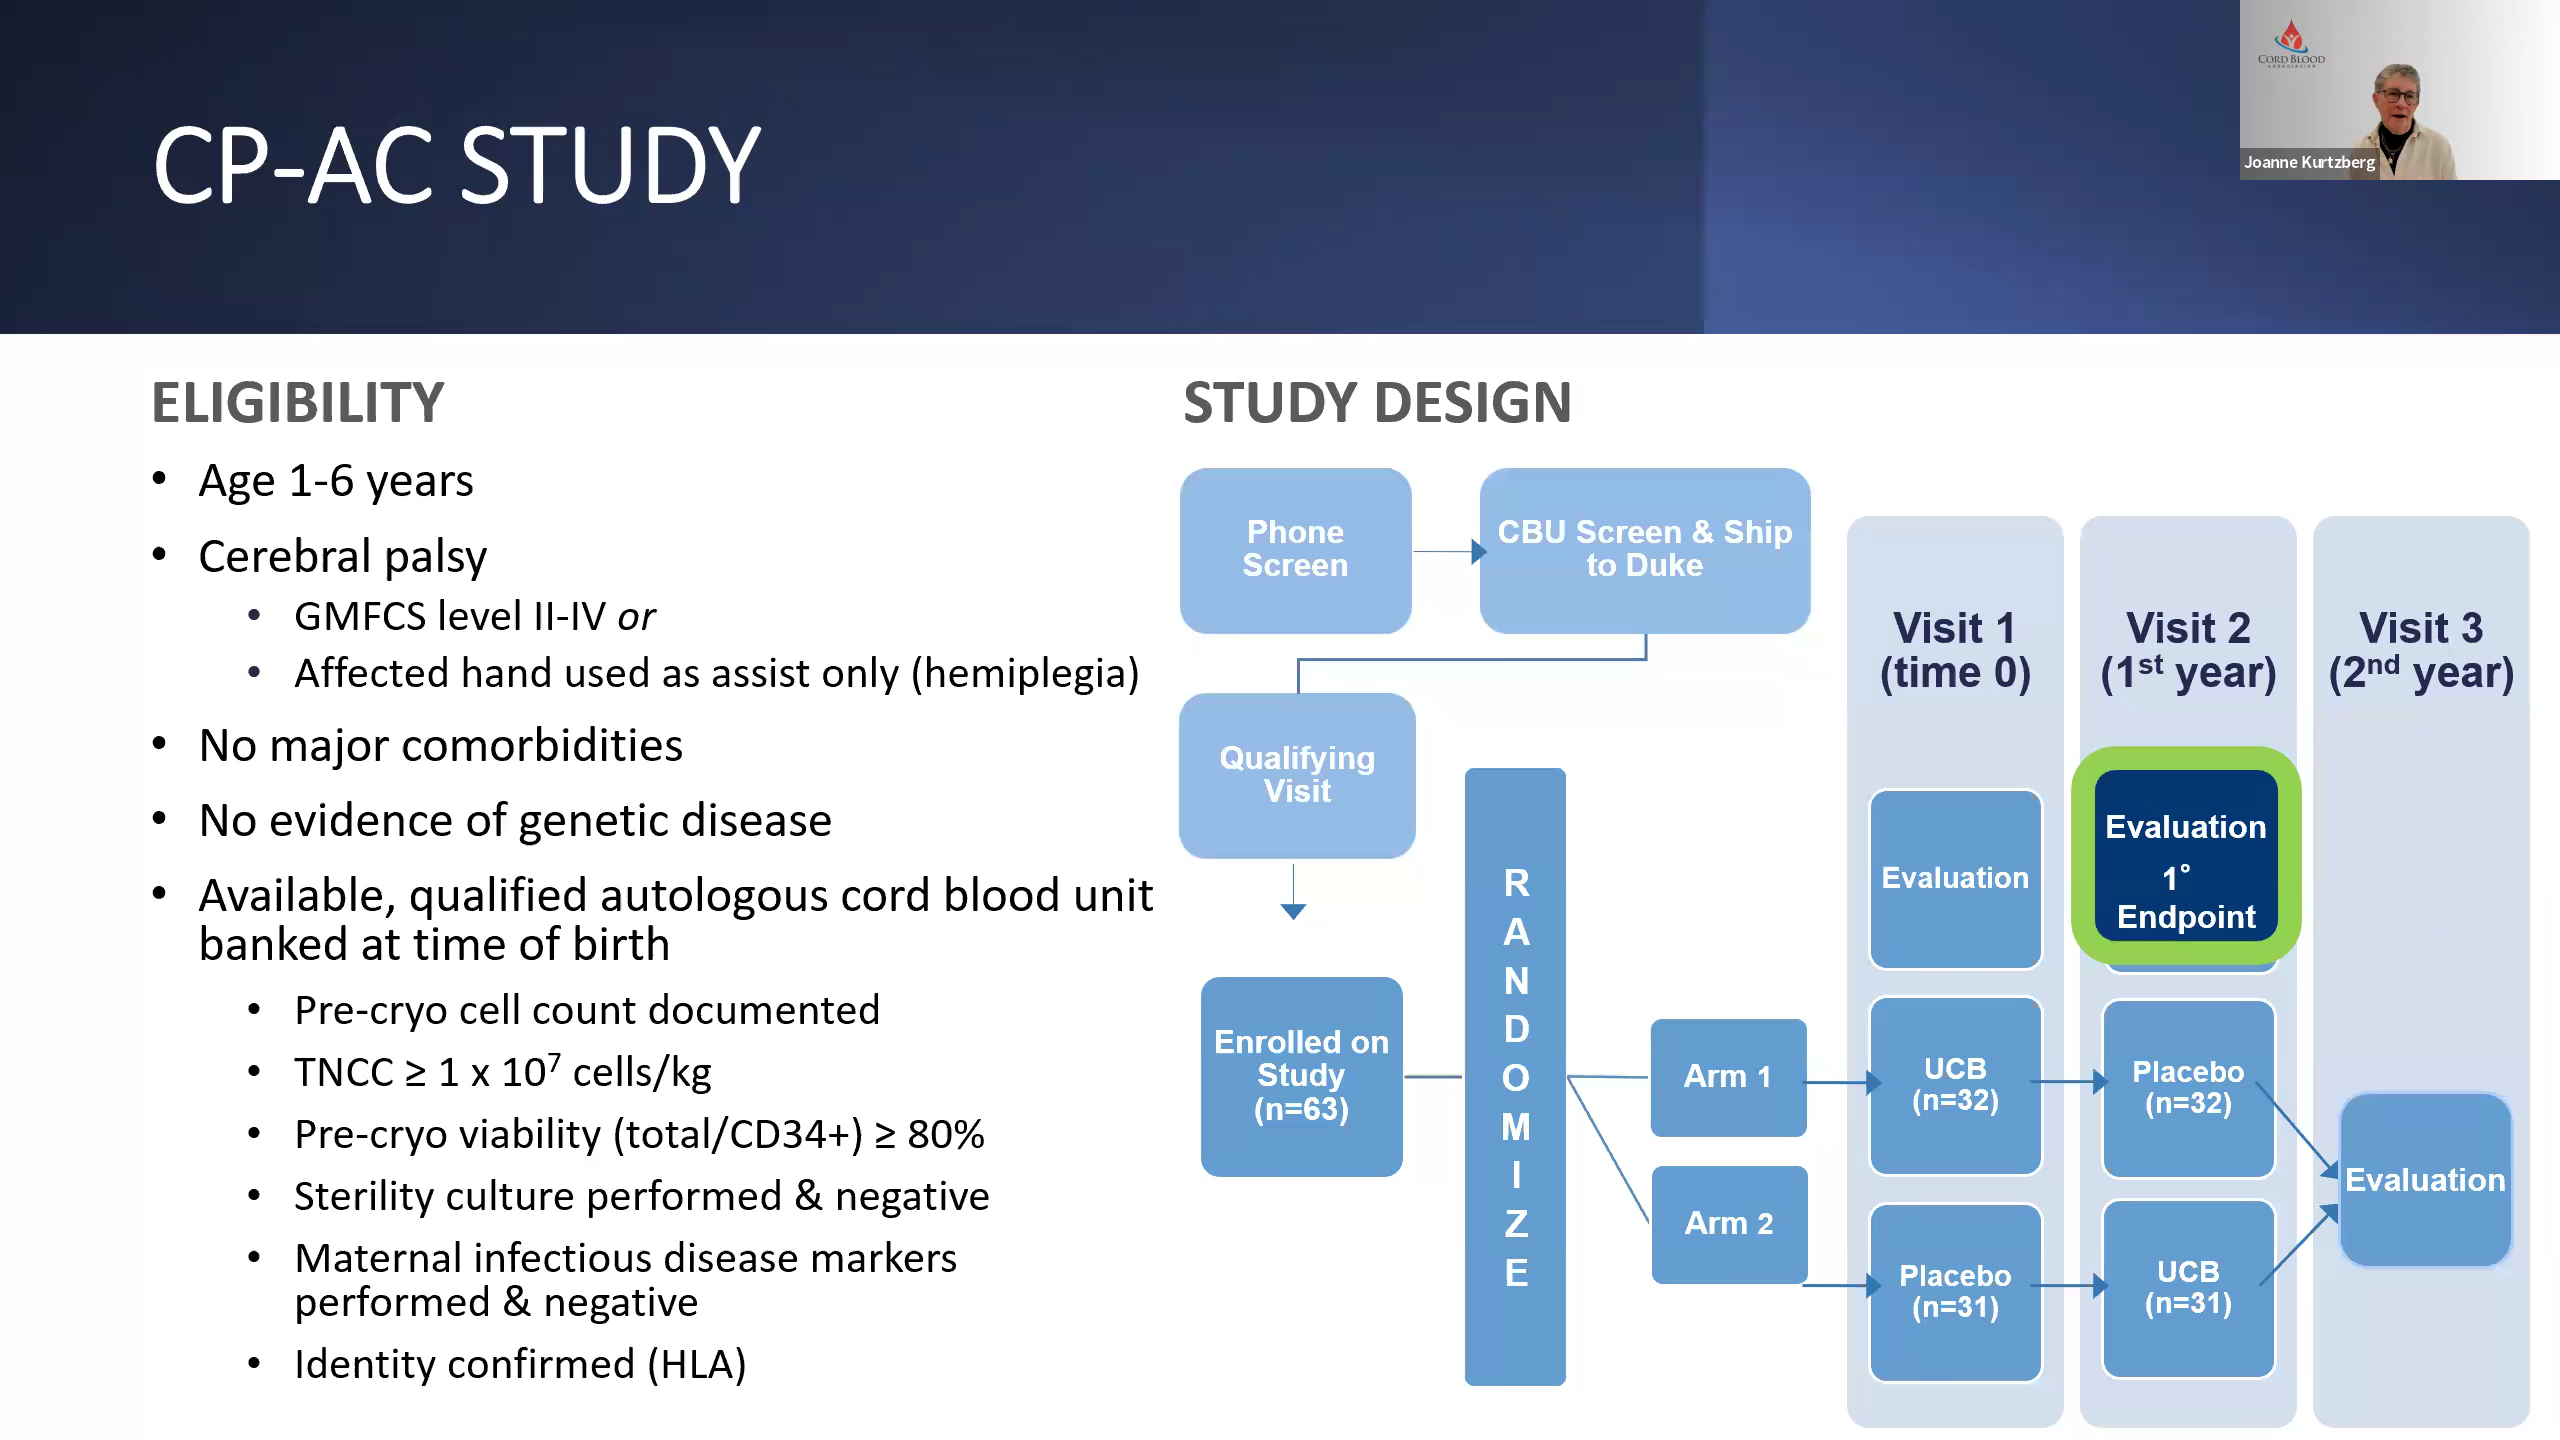 CORD BLOOD
ASSOCIATION
Joanne Kurtzberg
CP-AC STUDY
ELIGIBILITY
• Age 1-6 years
• Cerebral palsy
• GMFCS level II-IV or
• Affected hand used as assist only (hemiplegia)
• No major comorbidities
• No evidence of genetic disease
• Available, qualified autologous cord blood unit
banked at time of birth
• Pre-cryo cell count documented
• TNCC ≥ 1 x 10⁷ cells/kg
• Pre-cryo viability (total/CD34+) ≥ 80%
• Sterility culture performed & negative
• Maternal infectious disease markers
performed & negative
• Identity confirmed (HLA)
STUDY DESIGN
Phone
Screen
CBU Screen & Ship
to Duke
Qualifying
Visit
Enrolled on
Study
(n=63)
R
A
N
D
O
M
I
Z
E
Arm 1
Arm 2
Visit 1
(time 0)
Evaluation
UCB
(n=32)
Placebo
(n=31)
Visit 2
(1st year)
Evaluation
1°
Endpoint
Placebo
(n=32)
UCB
(n=31)
Visit 3
(2nd year)
Evaluation